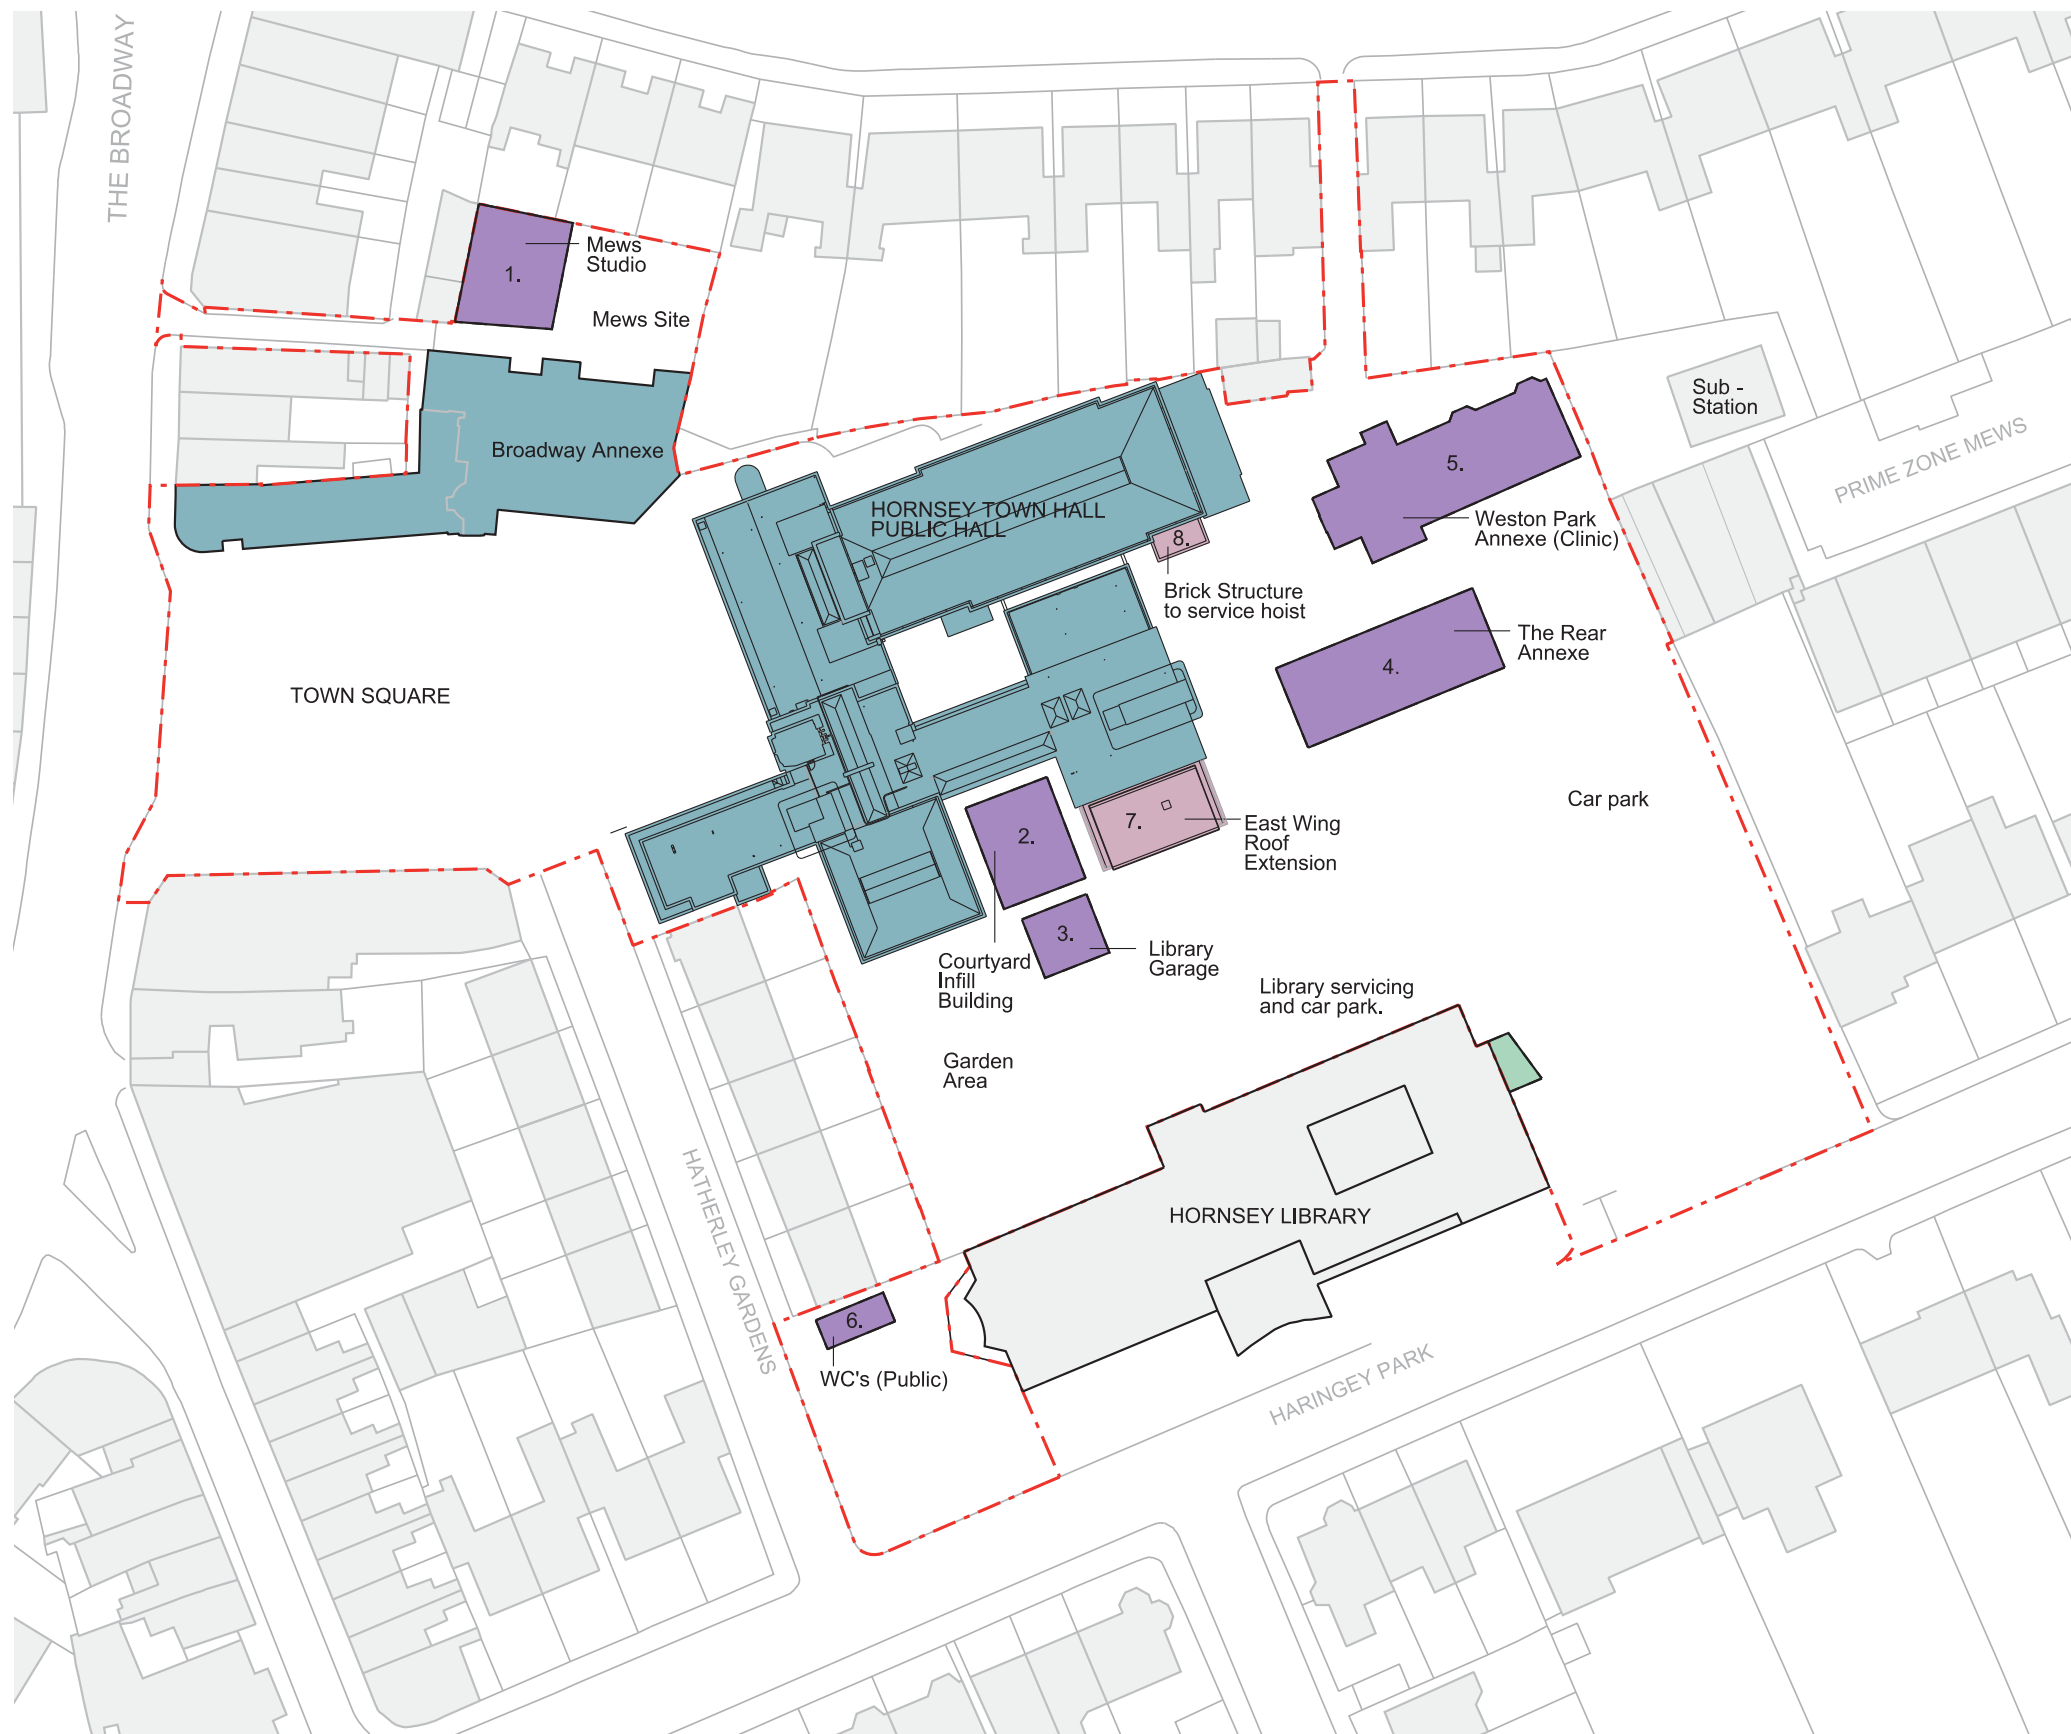 THE BROADWAY
1.
Mews
Studio
Mews Site
Broadway Annexe
HORNSEY TOWN HALL
PUBLIC HALL
8.
Brick Structure
to service hoist
5.
Weston Park
Annexe (Clinic)
Sub -
Station
PRIME ZONE MEWS
The Rear
Annexe
4.
TOWN SQUARE
Car park
2.
7.
East Wing
Roof
Extension
3.
Library
Garage
Courtyard
Infill
Building
Library servicing
and car park.
Garden
Area
HATHERLEY GARDENS
HORNSEY LIBRARY
6.
WC's (Public)
HARINGEY PARK